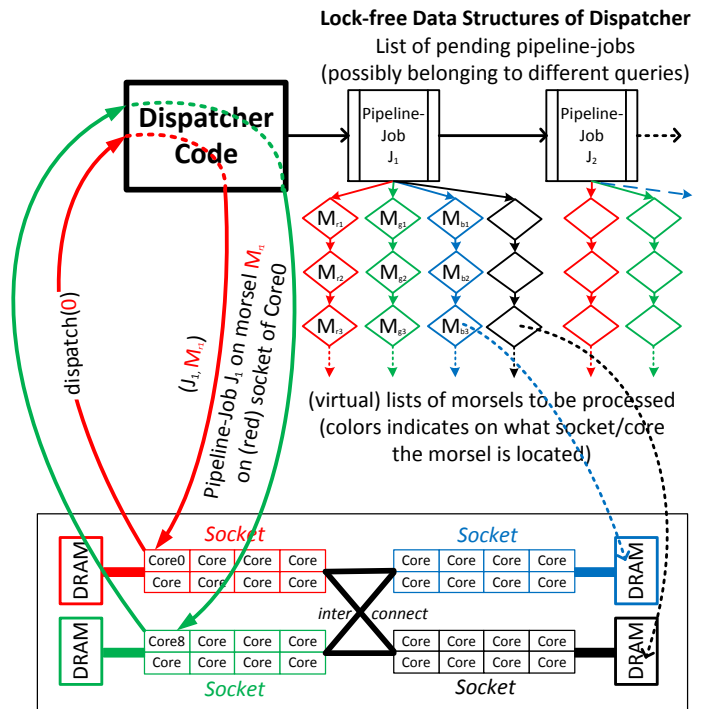 Lock-free Data Structures of Dispatcher
List of pending pipeline-jobs
(possibly belonging to different queries)
Dispatcher
Code
Pipeline-
Job
J1
Pipeline-
Job
J2
Mr1
Mg1
Mb1
Mr2
Mg2
Mb2
Mr3
Mg3
Mb3
dispatch(0)
(J1, Mr1)
Pipeline-Job J1 on morsel Mr1
on (red) socket of Core0
(virtual) lists of morsels to be processed
(colors indicates on what socket/core
the morsel is located)
Socket
Socket
DRAM
Core0 Core Core Core
Core Core Core Core
Core Core Core Core
Core Core Core Core
DRAM
inter connect
DRAM
Core8 Core Core Core
Core Core Core Core
Core Core Core Core
Core Core Core Core
DRAM
Socket
Socket